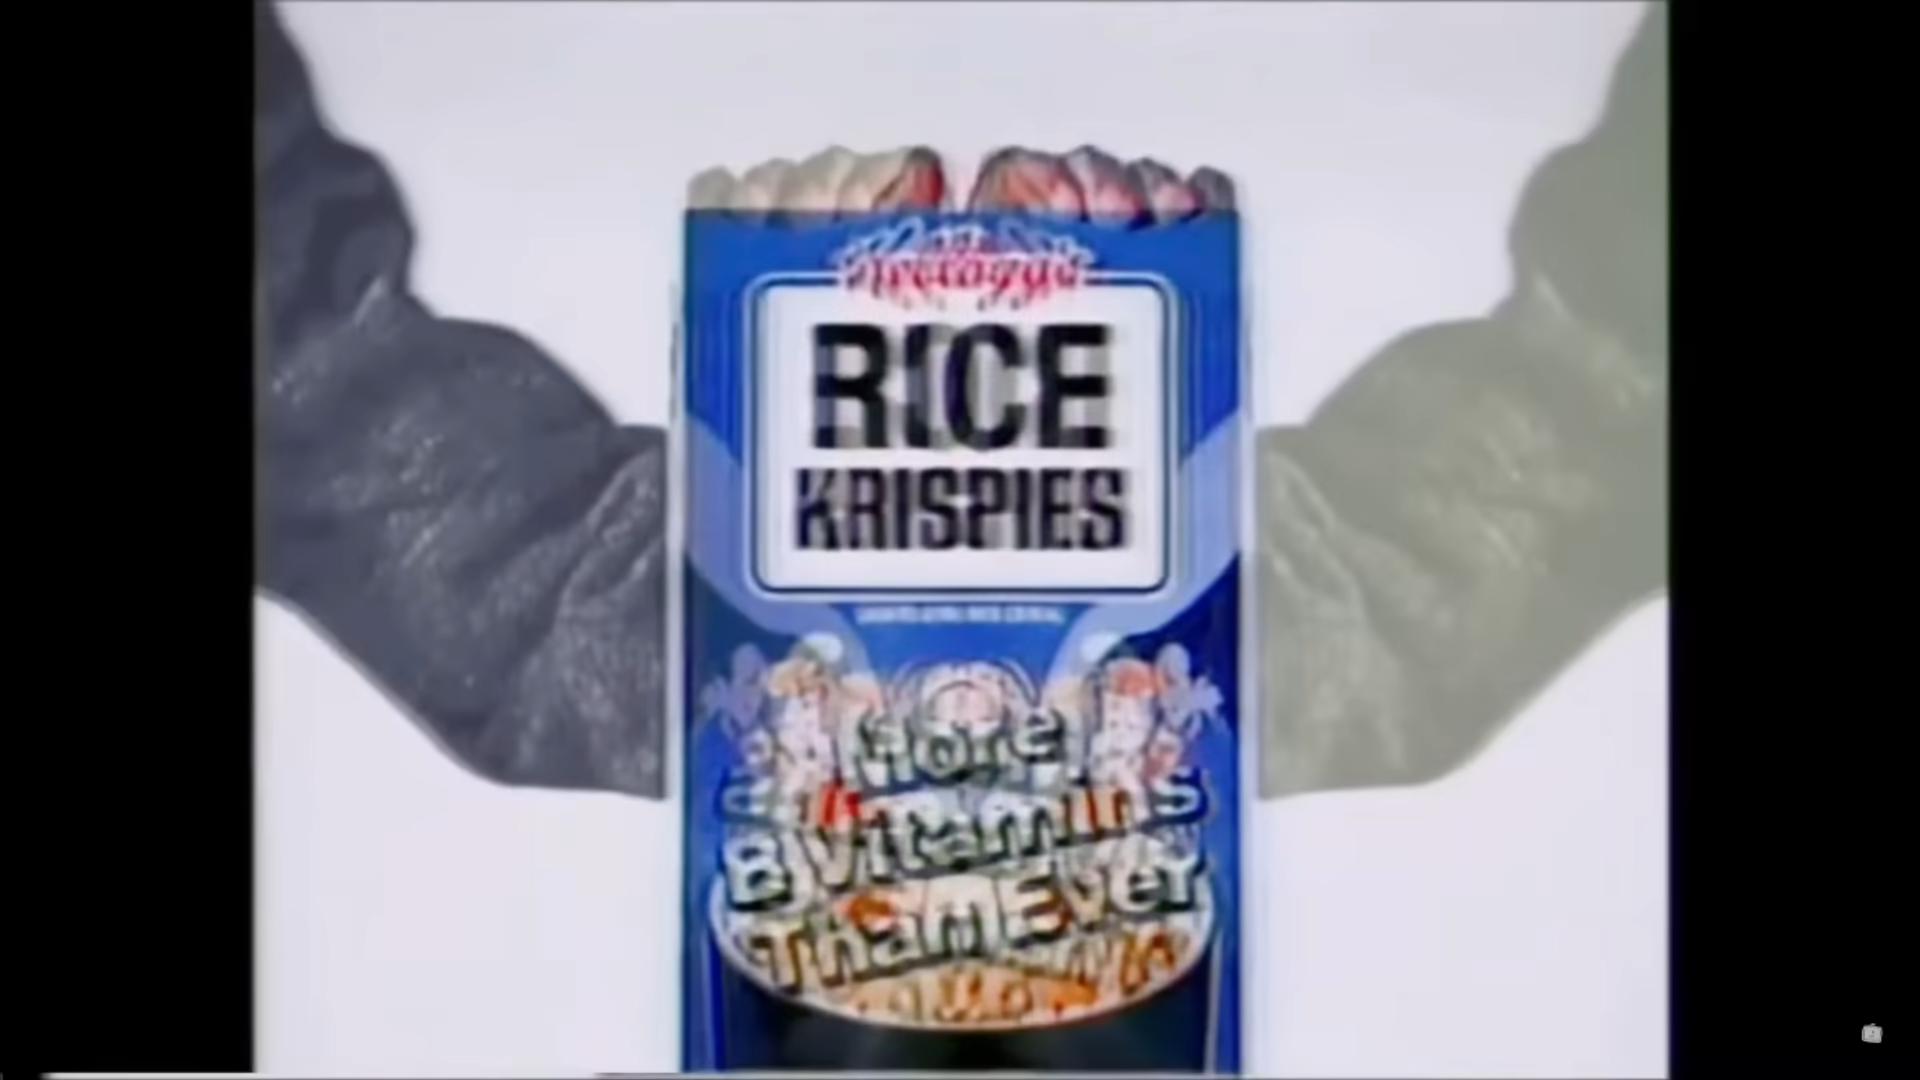 Kellogg's
RICE
KRISPIES
More
B Vitamins
Than Ever